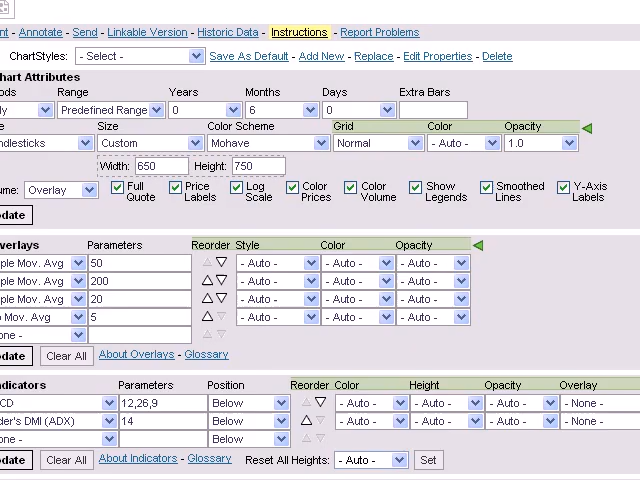 nt - Annotate - Send - Linkable Version - Historic Data - Instructions - Report Problems
ChartStyles: - Select - Save As Default - Add New - Replace - Edit Properties - Delete
hart Attributes
ods Range Years Months Days Extra Bars
ly Predefined Range 0 6 0
e Size Color Scheme Grid Color Opacity
ndlesticks Custom Mohave Normal - Auto - 1.0
Width: 650 Height: 750
ume: Overlay Full Quote Price Labels Log Scale Color Prices Color Volume Show Legends Smoothed Lines Y-Axis Labels
pdate
verlays Parameters Reorder Style Color Opacity
ple Mov. Avg 50 - Auto - - Auto - - Auto -
ple Mov. Avg 200 - Auto - - Auto - - Auto -
ple Mov. Avg 20 - Auto - - Auto - - Auto -
o Mov. Avg 5 - Auto - - Auto - - Auto -
one -
pdate Clear All About Overlays - Glossary
ndicators Parameters Position Reorder Color Height Opacity Overlay
CD 12,26,9 Below - Auto - - Auto - - Auto - - None -
der's DMI (ADX) 14 Below - Auto - - Auto - - Auto - - None -
one - Below
pdate Clear All About Indicators - Glossary Reset All Heights: - Auto - Set